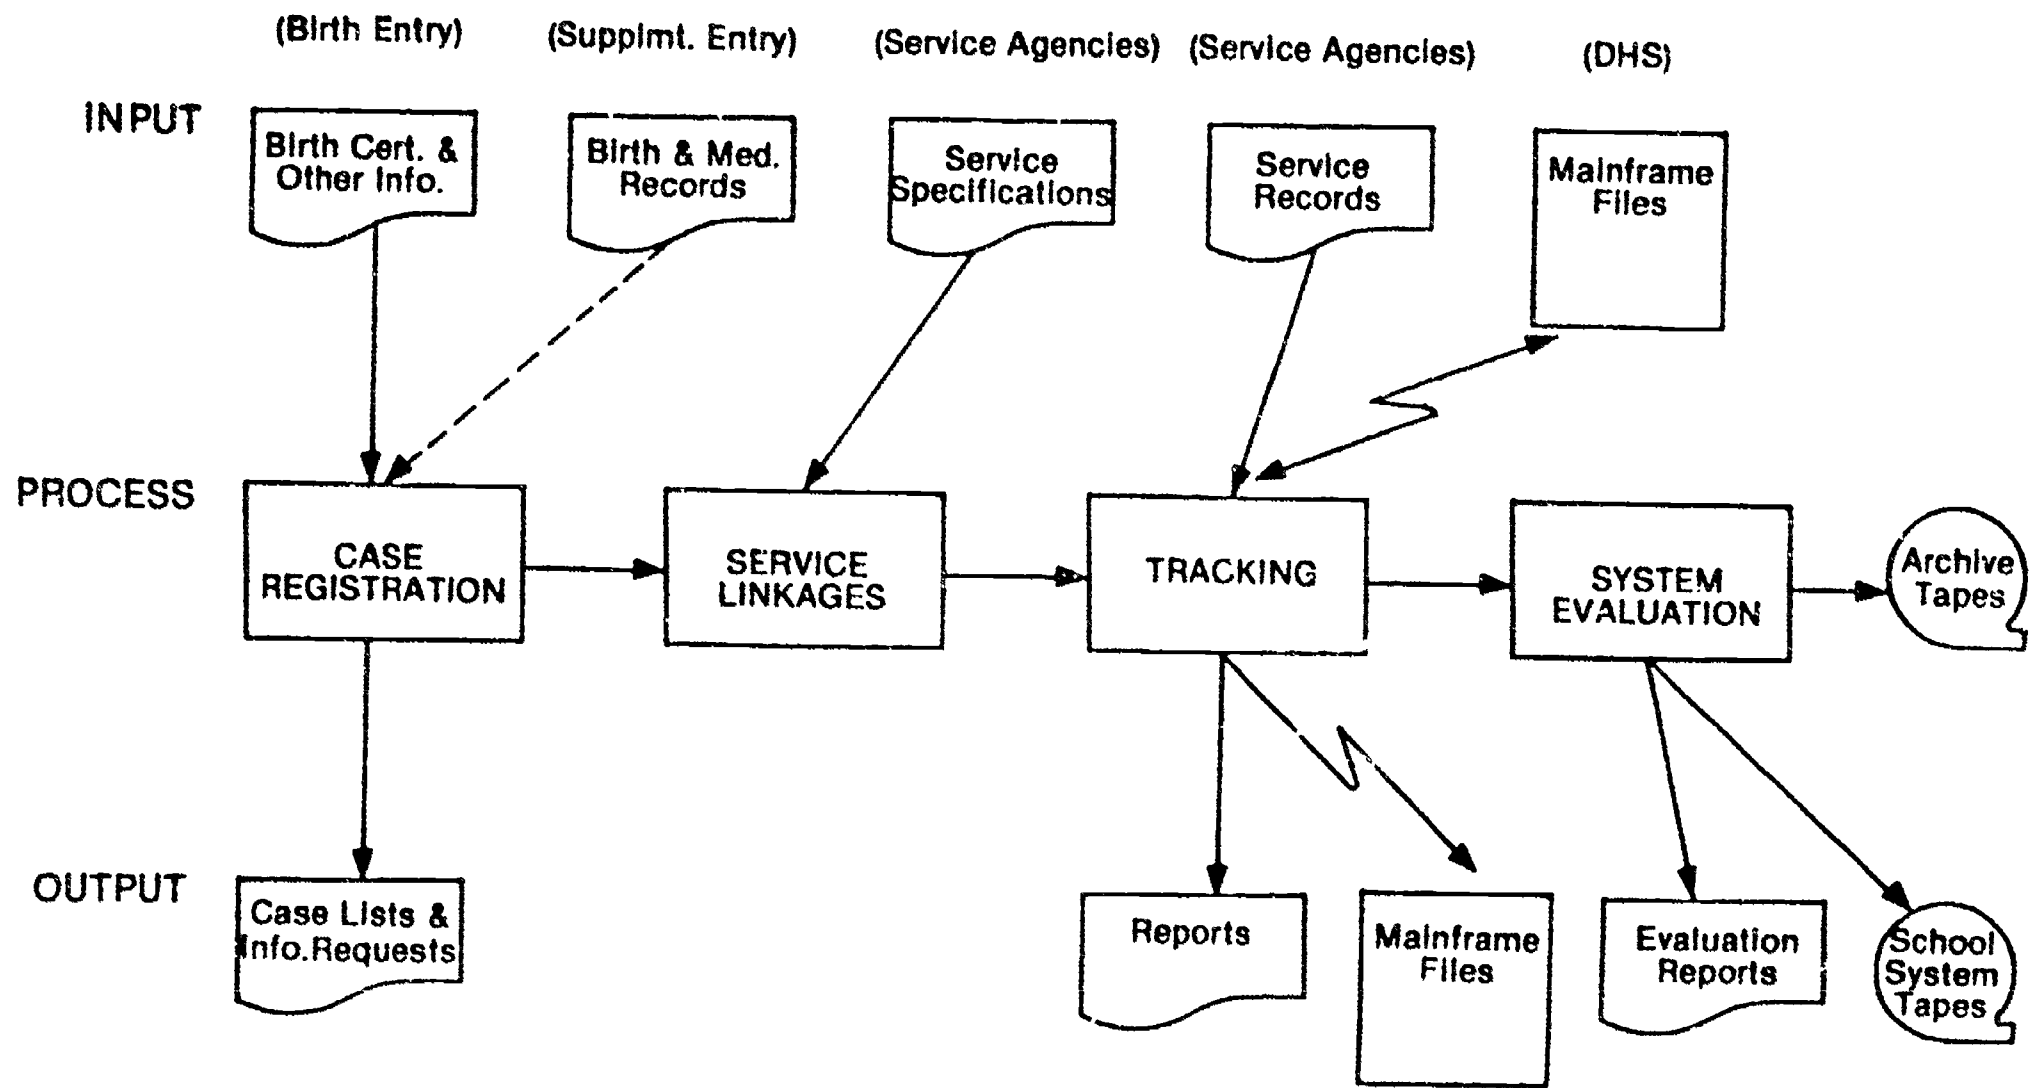 (Birth Entry)
(Supplmt. Entry)
(Service Agencies)
(Service Agencies)
(DHS)
INPUT
Birth Cert. &
Other Info.
Birth & Med.
Records
Service
Specifications
Service
Records
Mainframe
Files
PROCESS
CASE
REGISTRATION
SERVICE
LINKAGES
TRACKING
SYSTEM
EVALUATION
Archive
Tapes
OUTPUT
Case Lists &
Info.Requests
Reports
Mainframe
Files
Evaluation
Reports
School
System
Tapes